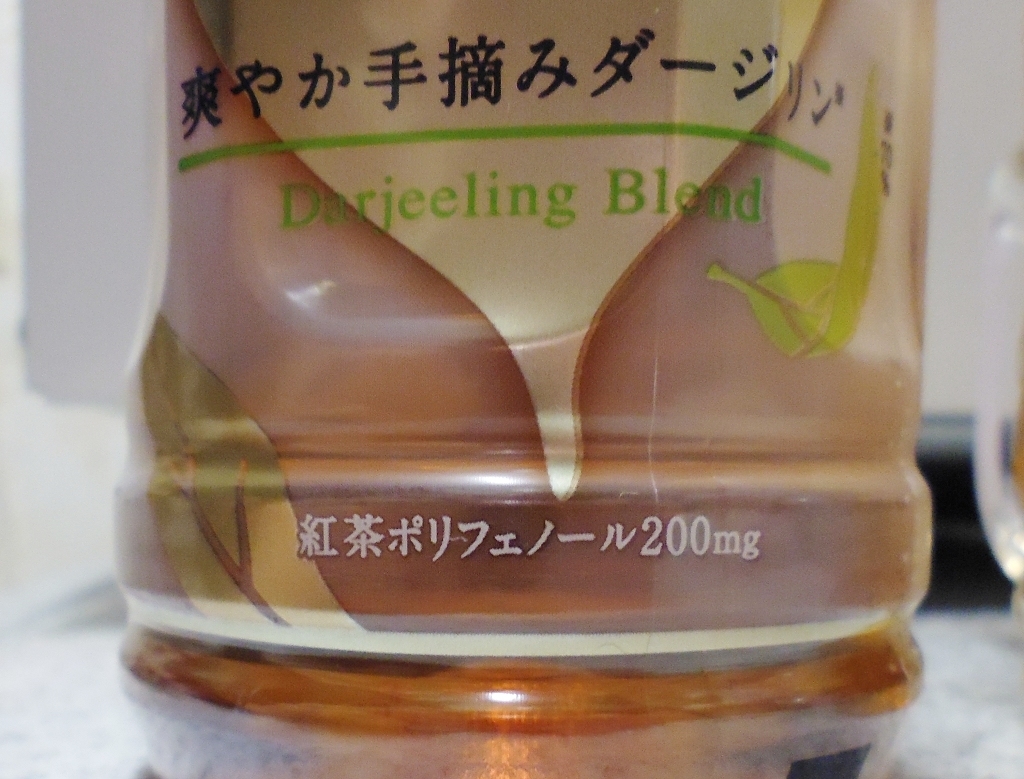 爽やか手摘みダージリン*
Darjeeling Blend
紅茶ポリフェノール200mg